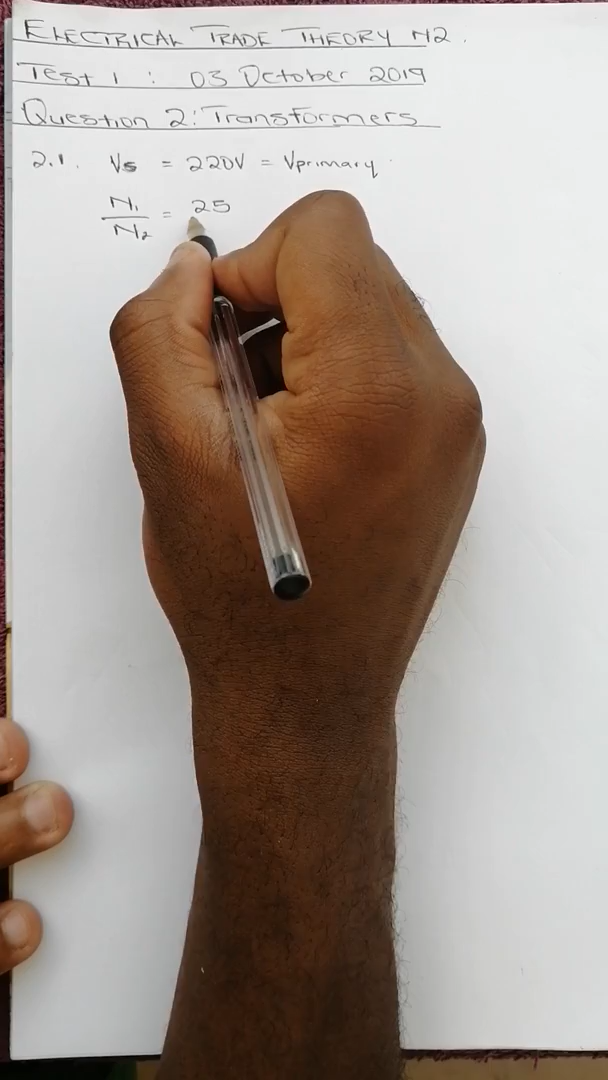 ELECTRICAL TRADE THEORY N2.
Test 1 : 03 October 2019
Question 2: Transformers
2.1. Vs = 220V = Vprimary
N1/N2 = 25